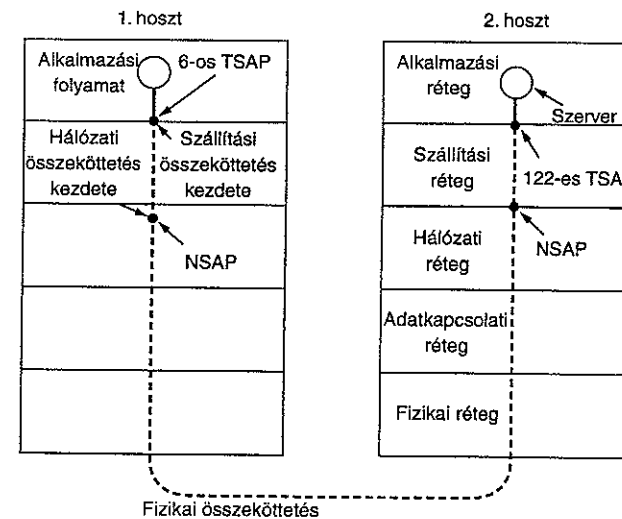 1. hoszt
2. hoszt
Alkalmazási
folyamat
6-os TSAP
Hálózati
összeköttetés
kezdete
Szállítási
összeköttetés
kezdete
NSAP
Alkalmazási
réteg
Szerver
Szállítási
réteg
122-es TSA
Hálózati
réteg
NSAP
Adatkapcsolati
réteg
Fizikai réteg
Fizikai összeköttetés